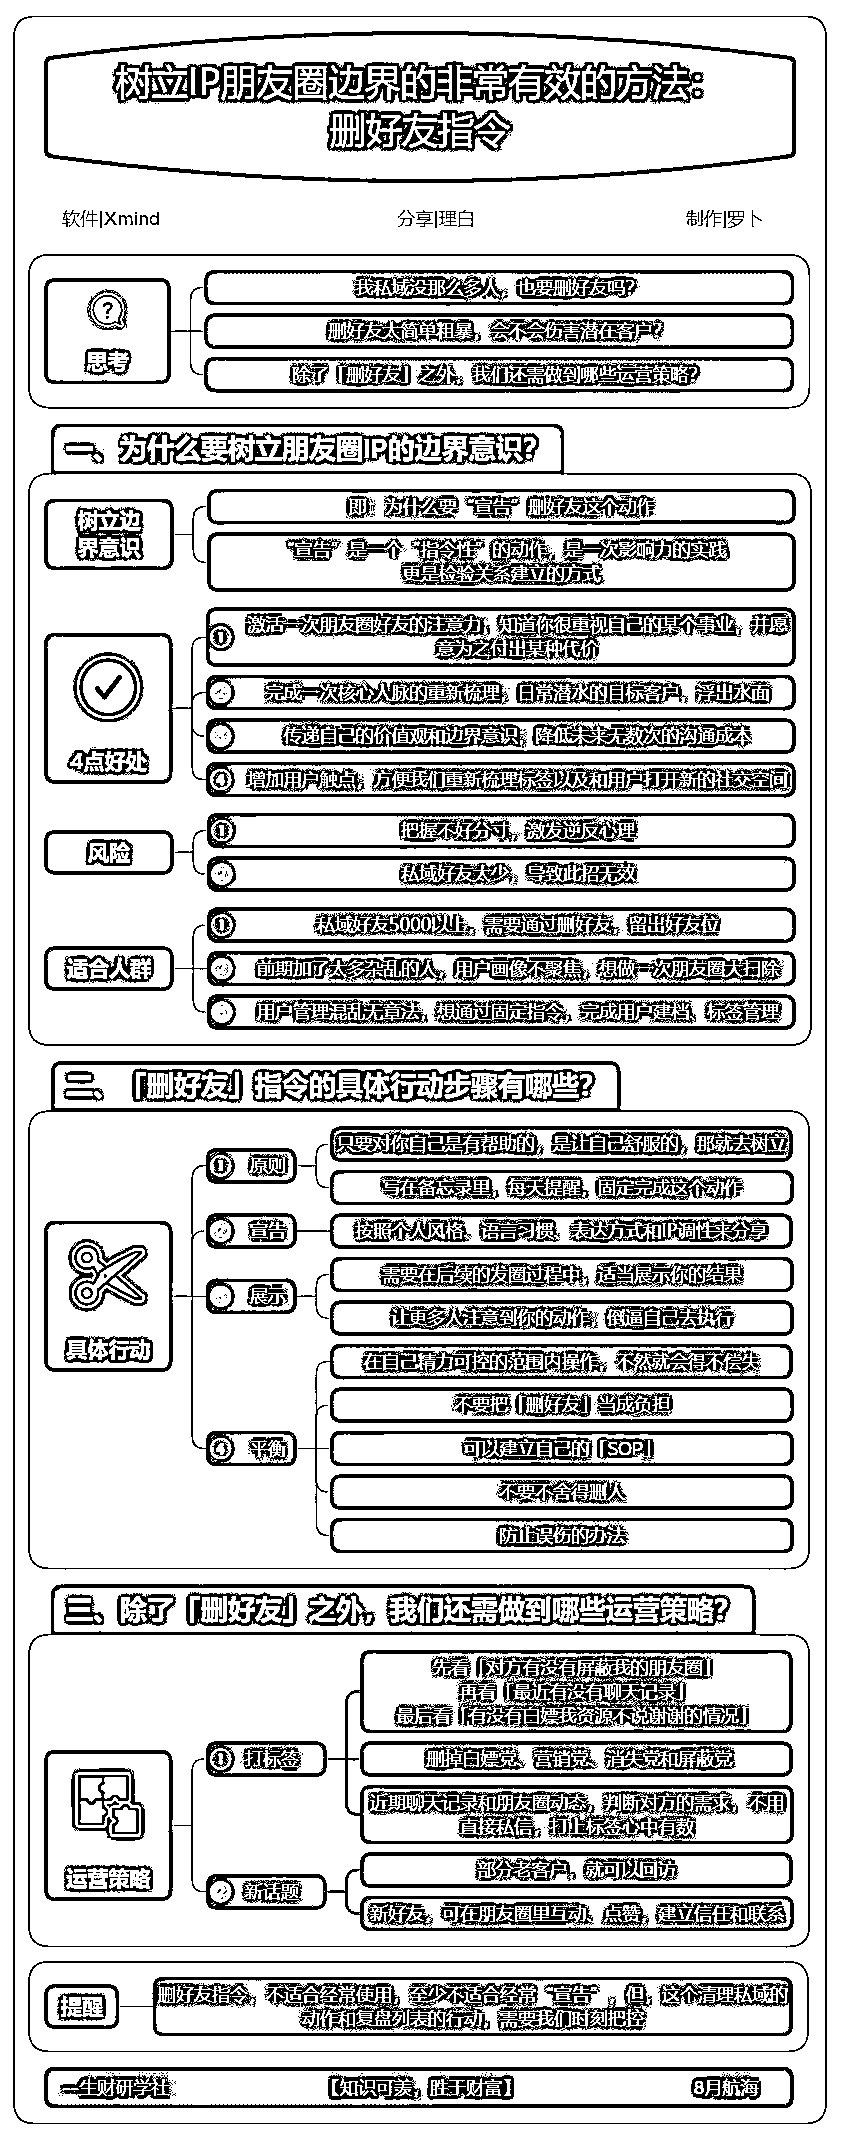 树立IP朋友圈边界的非常有效的方法：
删好友指令
软件|Xmind
分享|理白
制作|罗卜
思考
我私域没那么多人，也要删好友吗？
删好友太简单粗暴，会不会伤害潜在客户？
除了「删好友」之外，我们还需做到哪些运营策略？
一、为什么要树立朋友圈IP的边界意识？
树立边
界意识
即：为什么要“宣告”删好友这个动作
“宣告”是一个“指令性”的动作，是一次影响力的实践
更是检验关系建立的方式
4点好处
① 激活一次朋友圈好友的注意力，知道你很重视自己的某个事业，并愿
意为之付出某种代价
② 完成一次核心人脉的重新梳理，日常潜水的目标客户，浮出水面
③ 传递自己的价值观和边界意识，降低未来无数次的沟通成本
④ 增加用户触点，方便我们重新梳理标签以及和用户打开新的社交空间
风险
① 把握不好分寸，激发逆反心理
② 私域好友太少，导致此招无效
适合人群
① 私域好友5000以上，需要通过删好友，留出好友位
② 前期加了太多杂乱的人，用户画像不聚焦，想做一次朋友圈大扫除
③ 用户管理混乱无章法，想通过固定指令，完成用户建档、标签管理
二、「删好友」指令的具体行动步骤有哪些？
具体行动
① 原则
只要对你自己是有帮助的，是让自己舒服的，那就去树立
写在备忘录里，每天提醒，固定完成这个动作
② 宣告
按照个人风格、语言习惯、表达方式和IP调性来分享
③ 展示
需要在后续的发圈过程中，适当展示你的结果
让更多人注意到你的动作，倒逼自己去执行
④ 平衡
在自己精力可控的范围内操作，不然就会得不偿失
不要把「删好友」当成负担
可以建立自己的「SOP」
不要不舍得删人
防止误伤的办法
三、除了「删好友」之外，我们还需做到哪些运营策略？
运营策略
① 打标签
先看「对方有没有屏蔽我的朋友圈」
再看「最近有没有聊天记录」
最后看「有没有白嫖我资源不说谢谢的情况」
删掉白嫖党、营销党、消失党和屏蔽党
近期聊天记录和朋友圈动态，判断对方的需求，不用
直接私信，打上标签心中有数
② 新话题
部分老客户，就可以回访
新好友，可在朋友圈里互动、点赞，建立信任和联系
提醒
删好友指令，不适合经常使用，至少不适合经常“宣告”，但，这个清理私域的
动作和复盘列表的行动，需要我们时刻把控
一生财研学社
【知识可羡，胜于财富】
8月航海